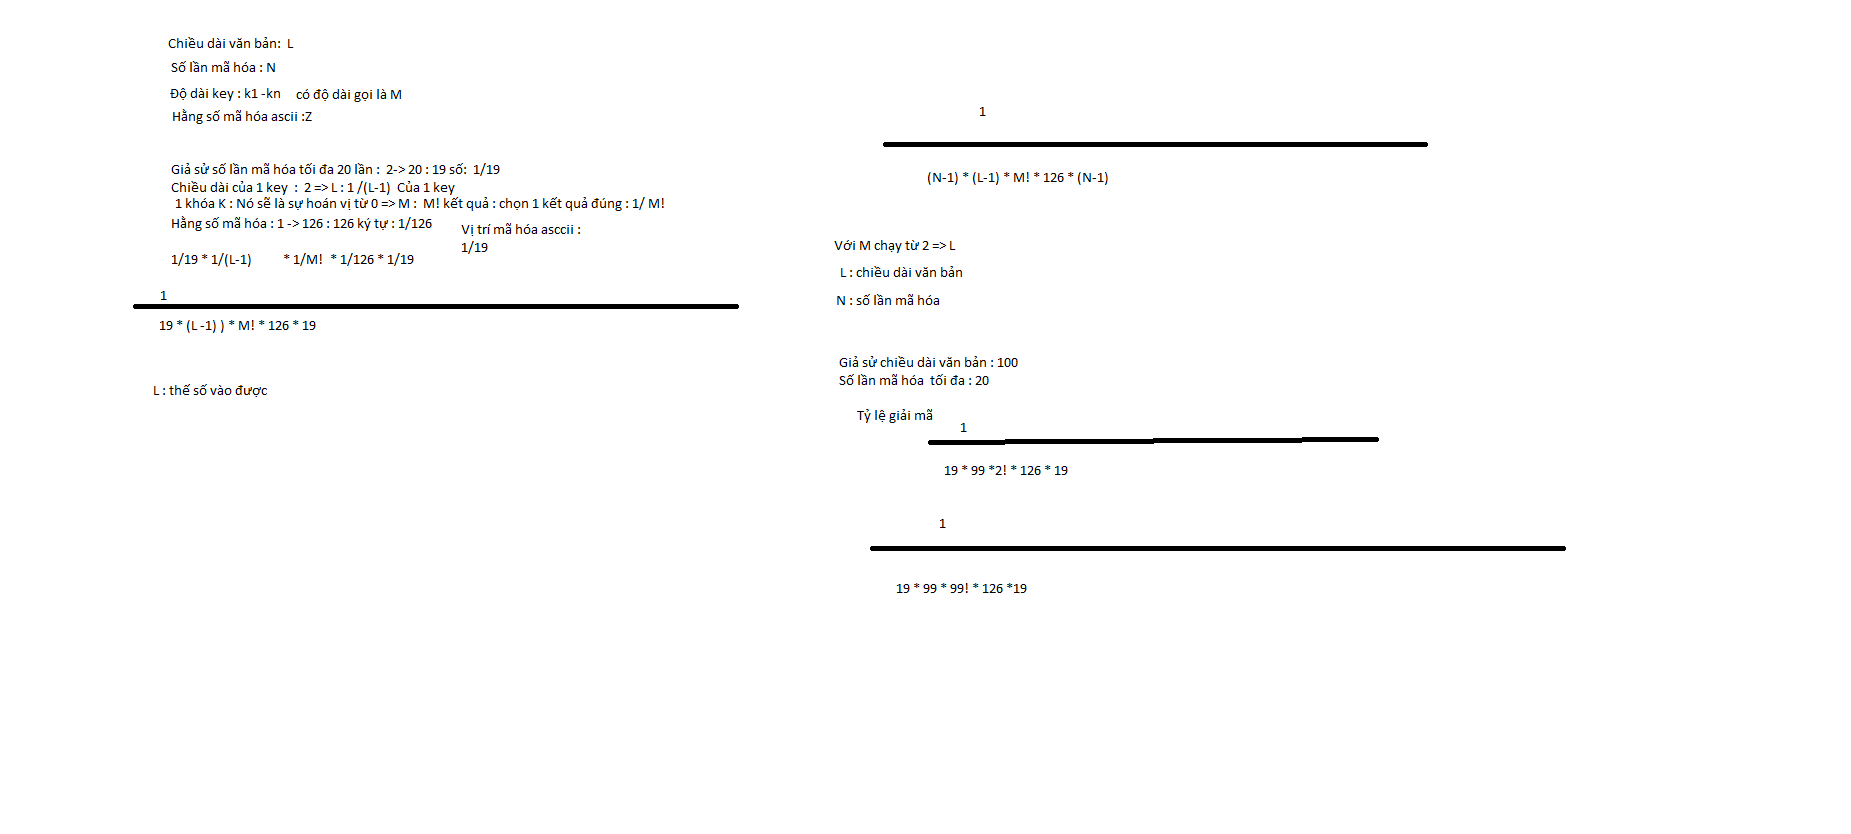 Chiều dài văn bản: L
Số lần mã hóa : N
Độ dài key : k1 -kn có độ dài gọi là M
Hằng số mã hóa ascii :Z
Giả sử số lần mã hóa tối đa 20 lần : 2-> 20 : 19 số: 1/19
Chiều dài của 1 key : 2 => L : 1 /(L-1) Của 1 key
1 khóa K : Nó sẽ là sự hoán vị từ 0 => M : M! kết quả : chọn 1 kết quả đúng : 1/ M!
Hằng số mã hóa : 1 -> 126 : 126 ký tự : 1/126
Vị trí mã hóa asccii :
1/19
1/19 * 1/(L-1) * 1/M! * 1/126 * 1/19
1
19 * (L -1) ) * M! * 126 * 19
L : thế số vào được
1
(N-1) * (L-1) * M! * 126 * (N-1)
Với M chạy từ 2 => L
L : chiều dài văn bản
N : số lần mã hóa
Giả sử chiều dài văn bản : 100
Số lần mã hóa tối đa : 20
Tỷ lệ giải mã
1
19 * 99 *2! * 126 * 19
1
19 * 99 * 99! * 126 *19